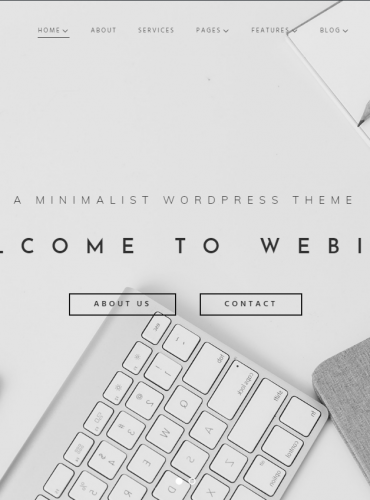 HOME ABOUT SERVICES PAGES FEATURES BLOG
A MINIMALIST WORDPRESS THEME
LCOME TO WEBI
ABOUT US CONTACT